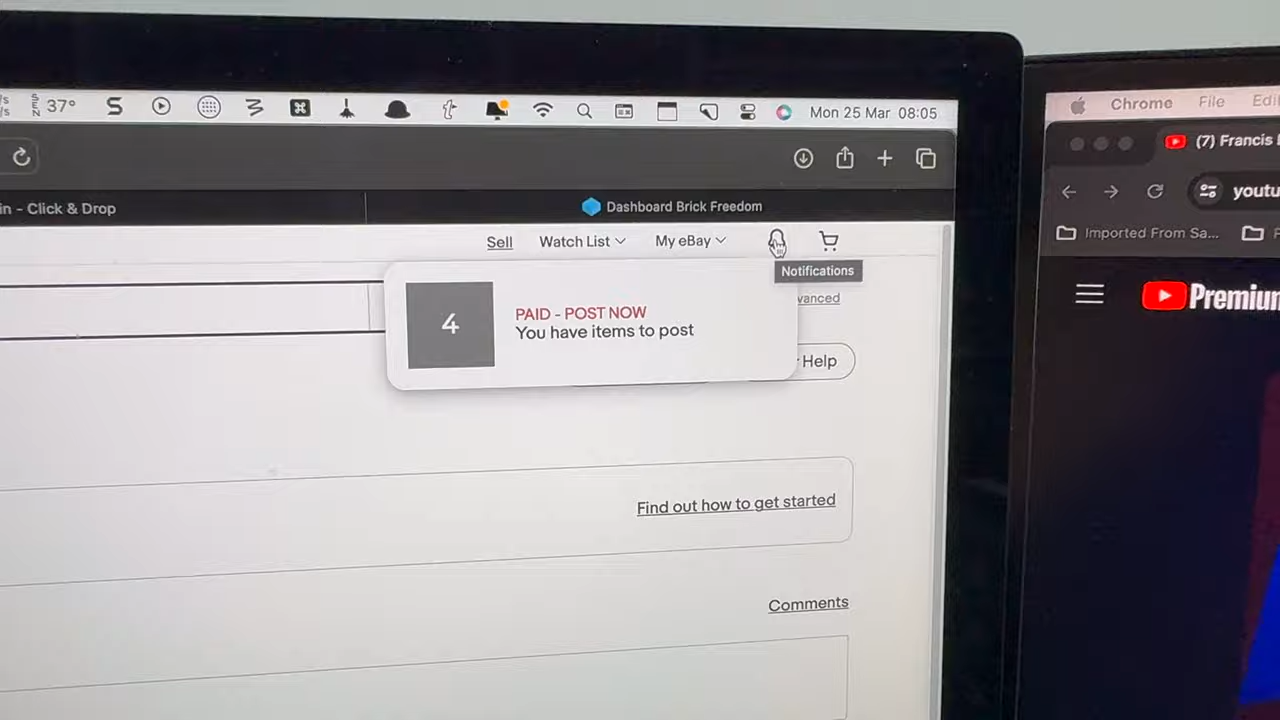 37°
Mon 25 Mar 08:05
in - Click & Drop
Dashboard Brick Freedom
Sell
Watch List
My eBay
Notifications
4
PAID - POST NOW
You have items to post
vanced
Help
Find out how to get started
Comments
Chrome File Edi
(7) Francis
youtu
Imported From Sa...
Premium